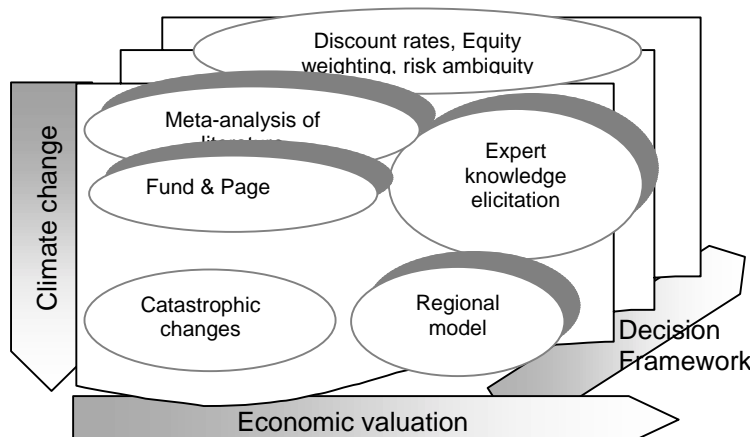 Discount rates, Equity
weighting, risk ambiguity
Meta-analysis of
Fund & Page
Expert
knowledge
elicitation
Climate change
Catastrophic
changes
Regional
model
Decision
Framework
Economic valuation